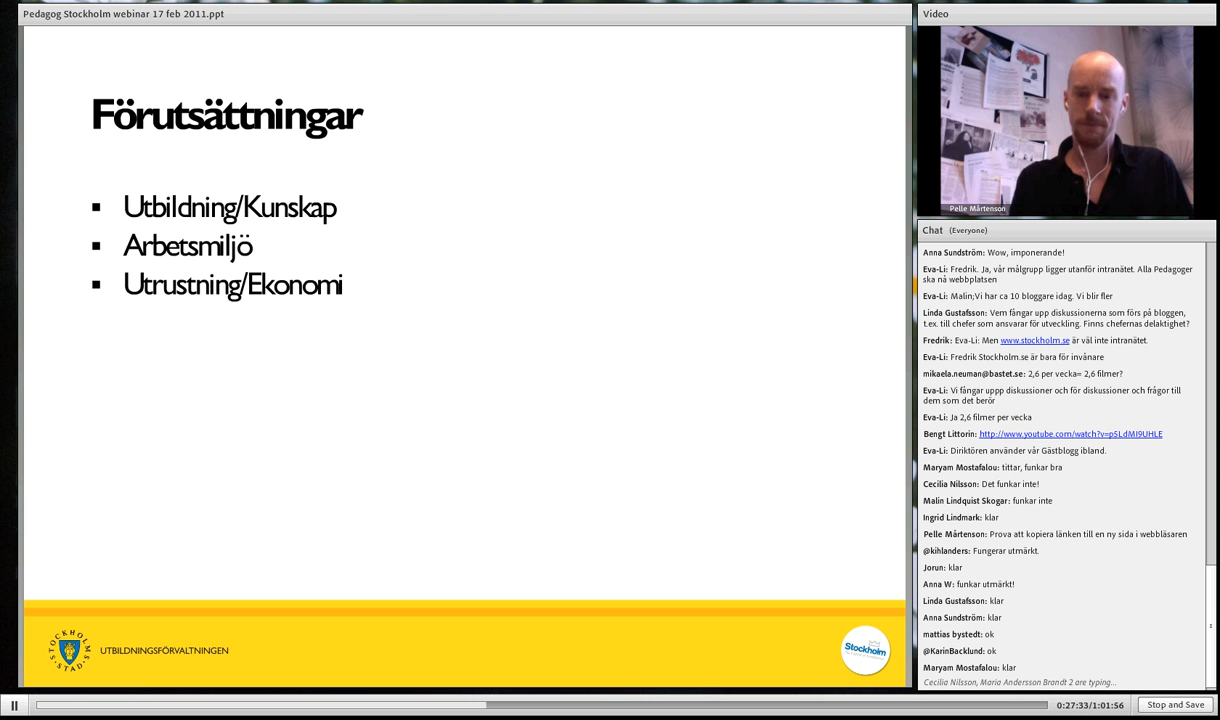 Pedagog Stockholm webinar 17 feb 2011.ppt
Förutsättningar
▪ Utbildning/Kunskap
▪ Arbetsmiljö
▪ Utrustning/Ekonomi
STOCKHOLMS STAD
UTBILDNINGSFÖRVALTNINGEN
Stockholm
Video
Pelle Mårtenson
Chat (Everyone)
Anna Sundström: Wow, imponerande!
Eva-Li: Fredrik. Ja, vår målgrupp ligger utanför intranätet. Alla Pedagoger
ska nå webbplatsen
Eva-Li: Malin;Vi har ca 10 bloggare idag. Vi blir fler
Linda Gustafsson: Vem fångar upp diskussionerna som förs på bloggen,
t.ex. till chefer som ansvarar för utveckling. Finns chefernas delaktighet?
Fredrik: Eva-Li: Men www.stockholm.se är väl inte intranätet.
Eva-Li: Fredrik Stockholm.se är bara för invånare
mikaela.neuman@bastet.se: 2,6 per vecka= 2,6 filmer?
Eva-Li: Vi fångar uppp diskussioner och för diskussioner och frågor till
dem som det berör
Eva-Li: Ja 2,6 filmer per vecka
Bengt Littorin: http://www.youtube.com/watch?v=p5LdMI9UHLE
Eva-Li: Diriktören använder vår Gästblogg ibland.
Maryam Mostafalou: tittar, funkar bra
Cecilia Nilsson: Det funkar inte!
Malin Lindquist Skogar: funkar inte
Ingrid Lindmark: klar
Pelle Mårtenson: Prova att kopiera länken till en ny sida i webbläsaren
@kihlanders: Fungerar utmärkt.
Jorun: klar
Anna W: funkar utmärkt!
Linda Gustafsson: klar
Anna Sundström: klar
mattias bystedt: ok
@KarinBacklund: ok
Maryam Mostafalou: klar
Cecilia Nilsson, Maria Andersson Brandt 2 are typing...
0:27:33/1:01:56
Stop and Save